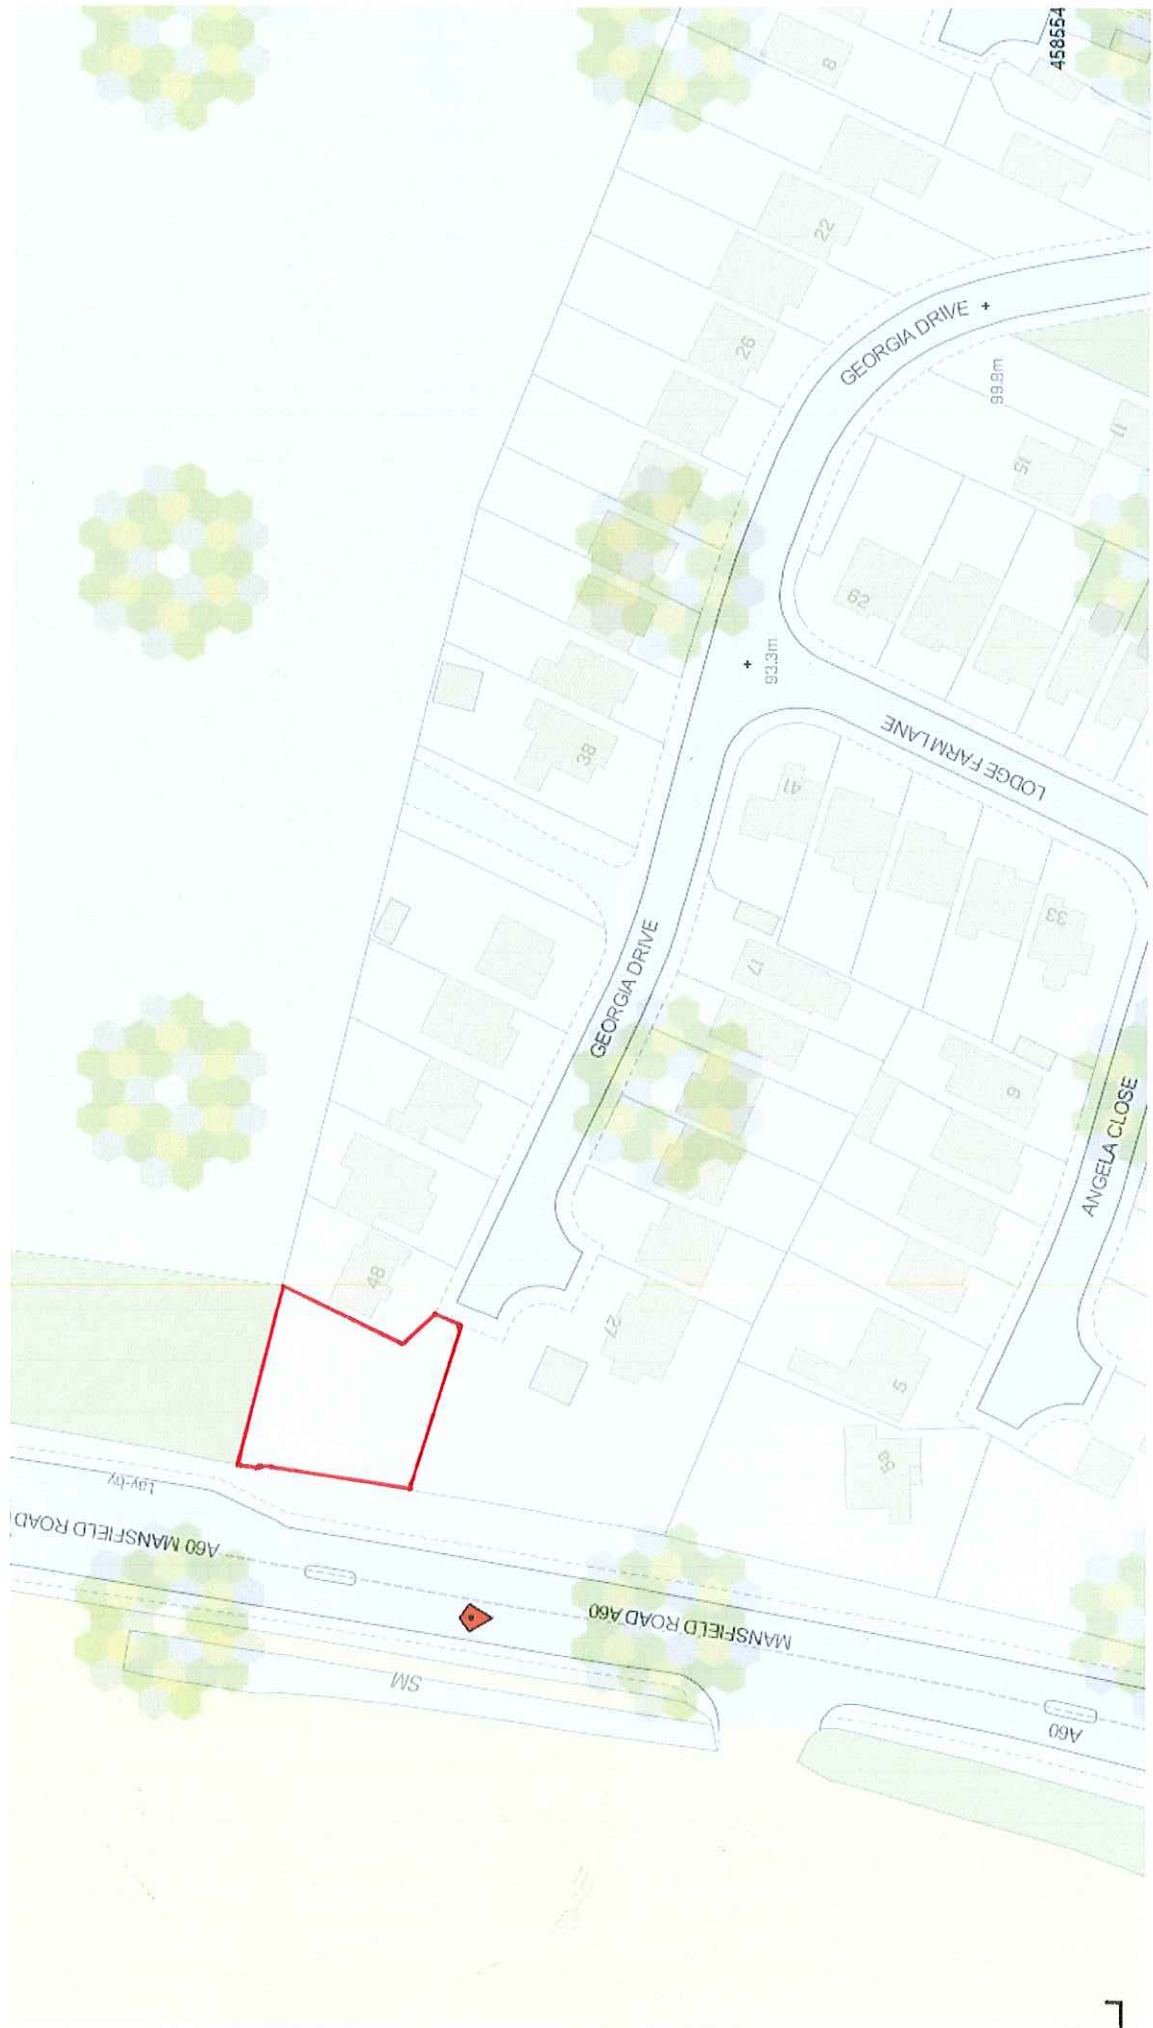 458554
8
22
GEORGIA DRIVE
26
99.8m
11
15
62
93.3m
38
LODGE FARM LANE
41
33
GEORGIA DRIVE
17
9
ANGELA CLOSE
48
27
5
5a
Lay-by
A60 MANSFIELD ROAD
MANSFIELD ROAD A60
SM
A60